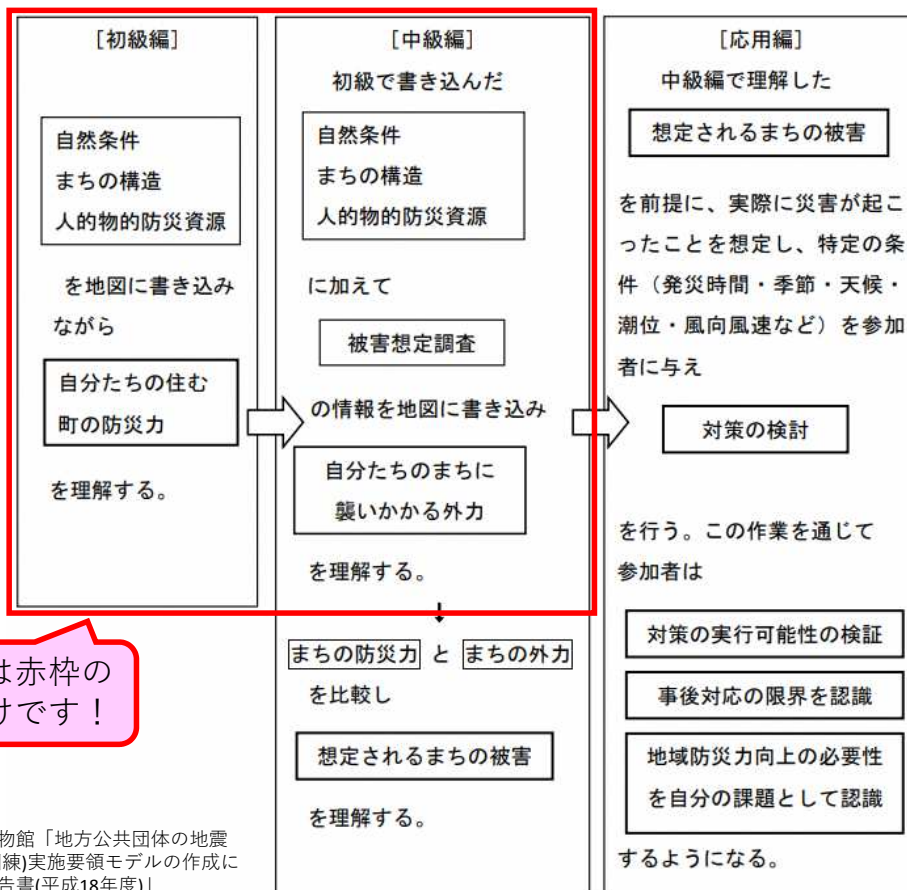 [初級編]
自然条件
まちの構造
人的物的防災資源
を地図に書き込み
ながら
自分たちの住む
町の防災力
を理解する。
[中級編]
初級で書き込んだ
自然条件
まちの構造
人的物的防災資源
に加えて
被害想定調査
の情報を地図に書き込み
自分たちのまちに
襲いかかる外力
を理解する。
まちの防災力 と まちの外力
を比較し
想定されるまちの被害
を理解する。
[応用編]
中級編で理解した
想定されるまちの被害
を前提に、実際に災害が起こ
ったことを想定し、特定の条
件（発災時間・季節・天候・
潮位・風向風速など）を参加
者に与え
対策の検討
を行う。この作業を通じて
参加者は
対策の実行可能性の検証
事後対応の限界を認識
地域防災力向上の必要性
を自分の課題として認識
するようになる。
は赤枠の
けです！
物館「地方公共団体の地震
訓練)実施要領モデルの作成に
告書(平成18年度)」